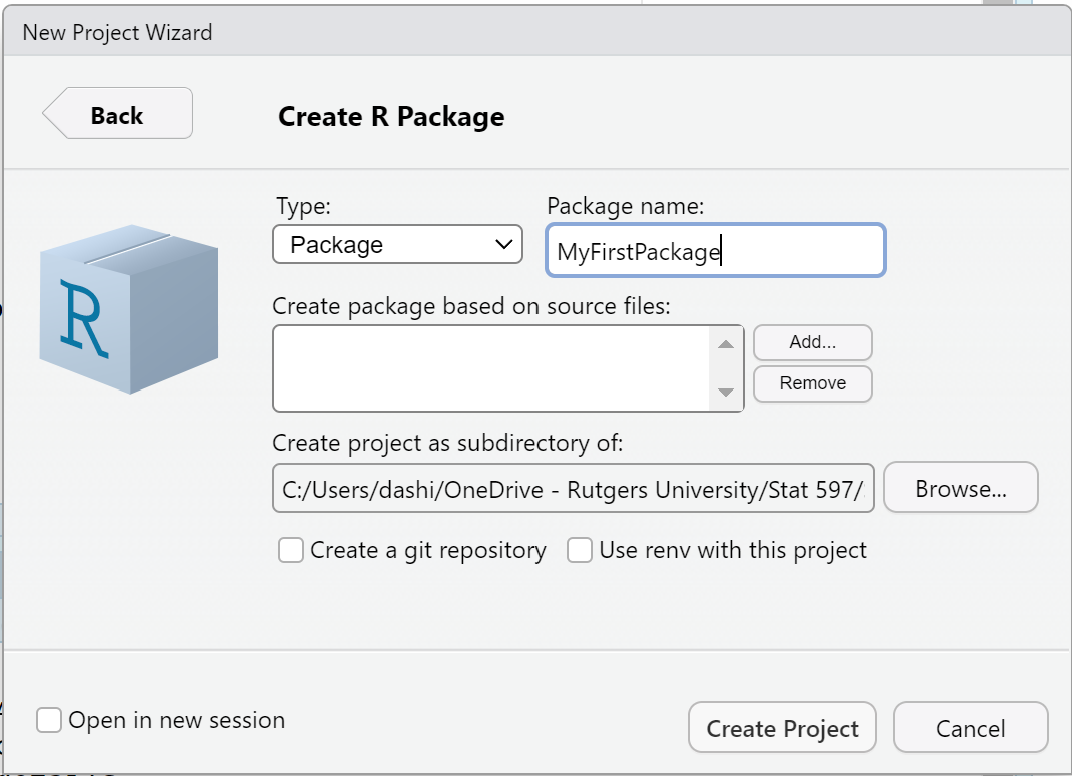 New Project Wizard
Back
Create R Package
Type:
Package name:
Package
MyFirstPackage
R
Create package based on source files:
Add...
Remove
Create project as subdirectory of:
C:/Users/dashi/OneDrive - Rutgers University/Stat 597/
Browse...
Create a git repository
Use renv with this project
Open in new session
Create Project
Cancel